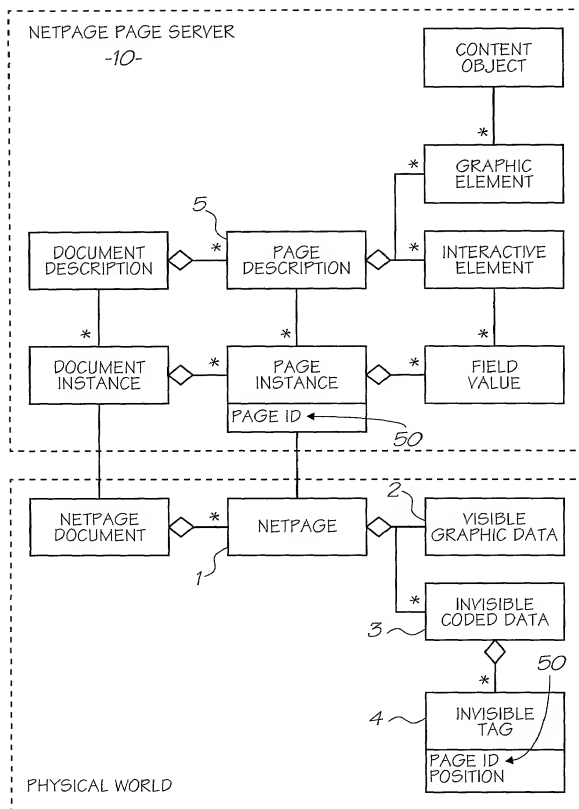 NETPAGE PAGE SERVER
-10-
CONTENT
OBJECT
*
*
GRAPHIC
ELEMENT
5
DOCUMENT
DESCRIPTION
*
PAGE
DESCRIPTION
*
INTERACTIVE
ELEMENT
*
*
*
DOCUMENT
INSTANCE
*
PAGE
INSTANCE
*
FIELD
VALUE
PAGE ID
50
NETPAGE
DOCUMENT
*
NETPAGE
1
2
VISIBLE
GRAPHIC DATA
*
INVISIBLE
CODED DATA
3
50
*
4
INVISIBLE
TAG
PAGE ID
POSITION
PHYSICAL WORLD